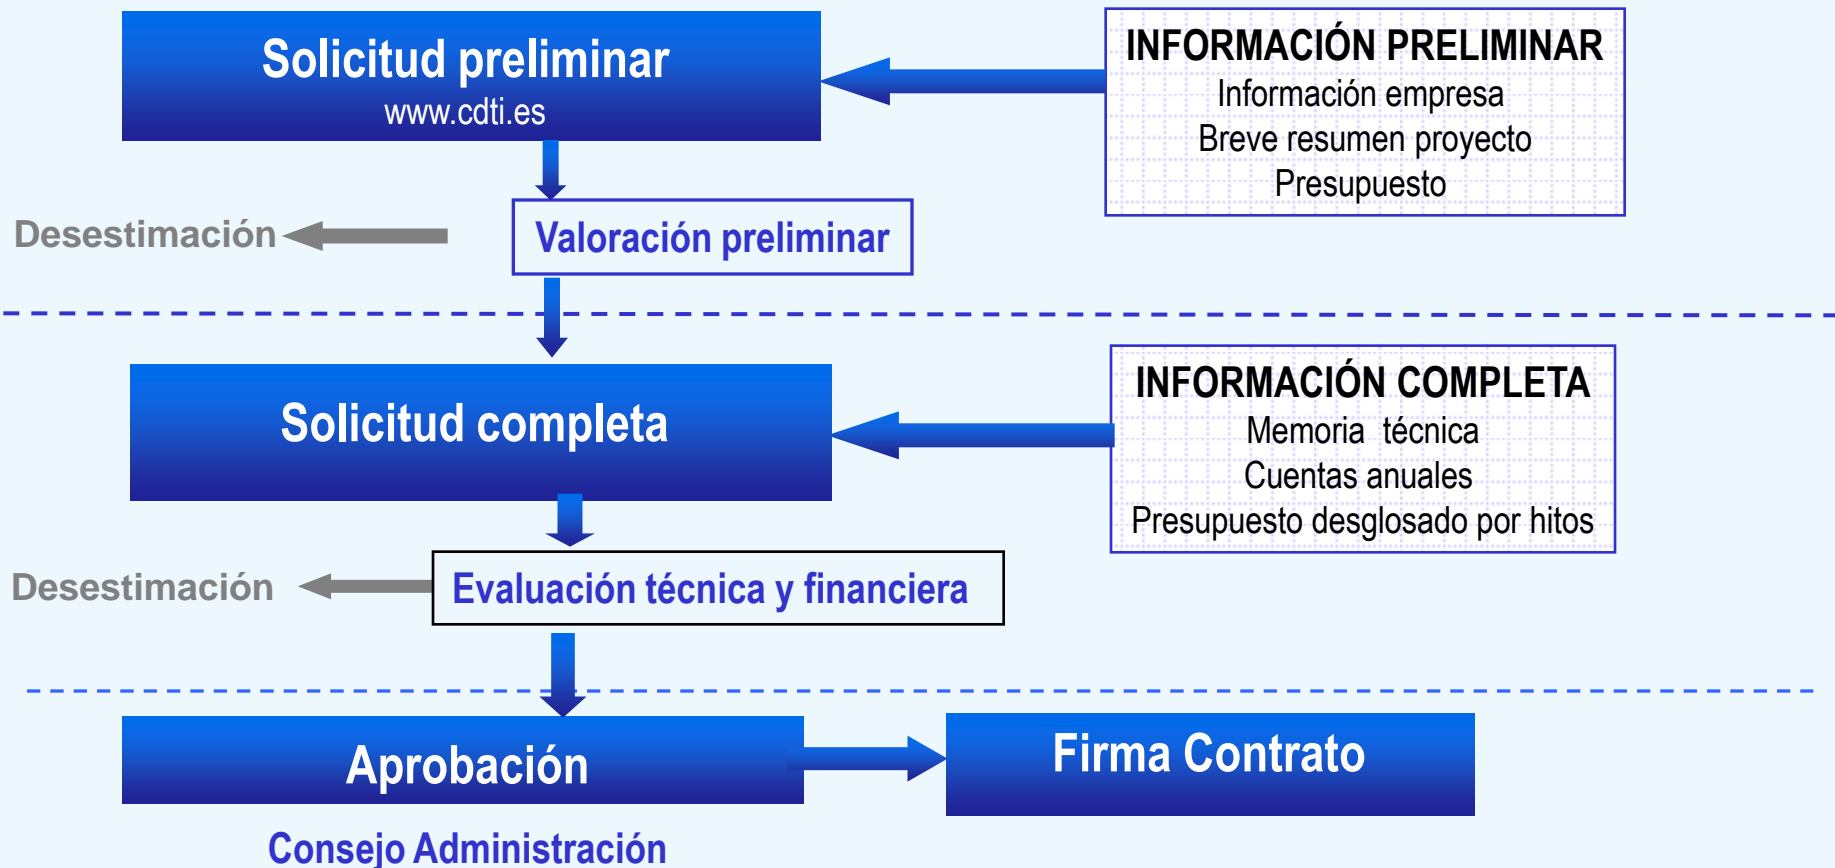 Solicitud preliminar
www.cdti.es
INFORMACIÓN PRELIMINAR
Información empresa
Breve resumen proyecto
Presupuesto
Desestimación
Valoración preliminar
Solicitud completa
INFORMACIÓN COMPLETA
Memoria técnica
Cuentas anuales
Presupuesto desglosado por hitos
Desestimación
Evaluación técnica y financiera
Aprobación
Firma Contrato
Consejo Administración